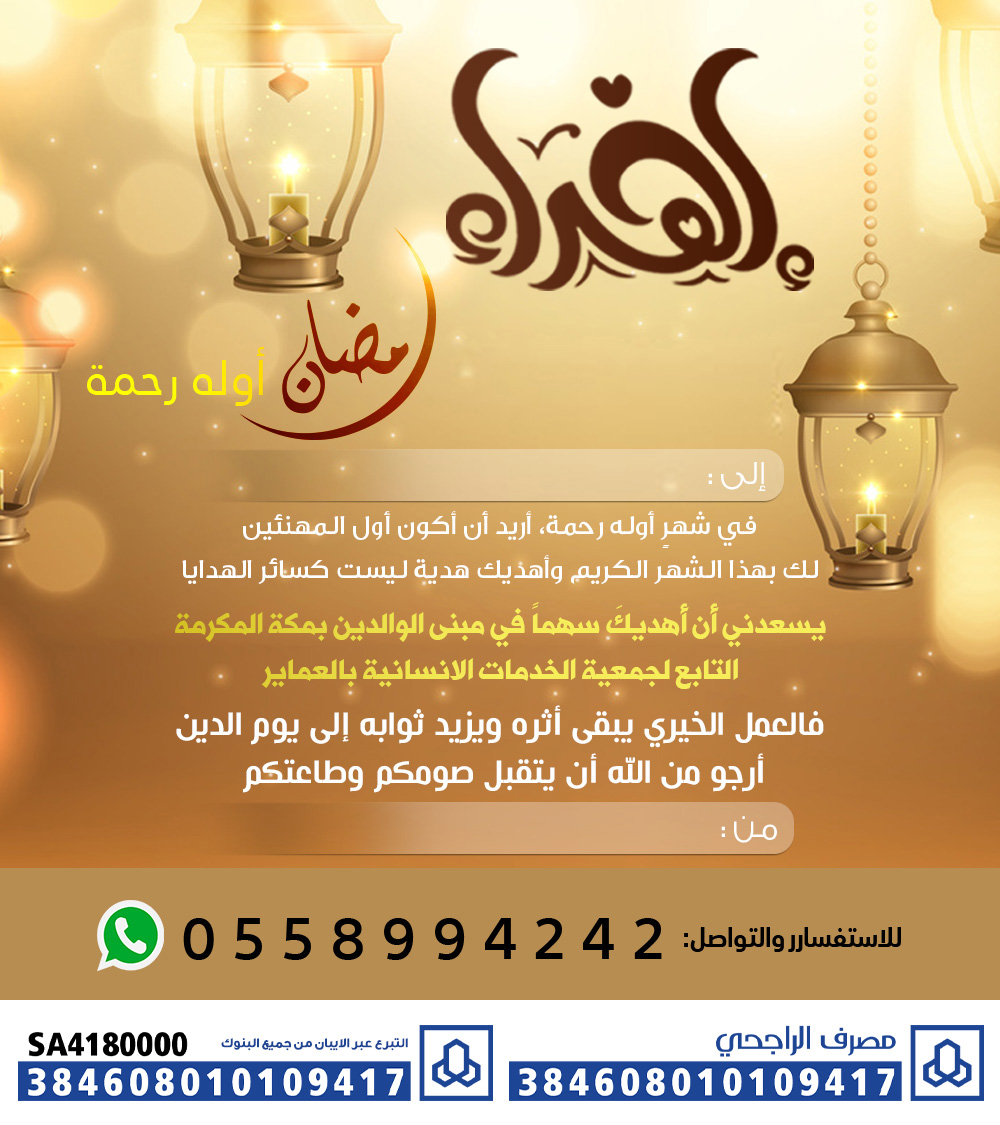 إهداء
رمضان أوله رحمة
إلى :
في شهرٍ أوله رحمة، أريد أن أكون أول المهنئين
لك بهذا الشهر الكريم وأهديك هدية ليست كسائر الهدايا
يسعدني أن أهديكَ سهماً في مبنى الوالدين بمكة المكرمة
التابع لجمعية الخدمات الانسانية بالعماير
فالعمل الخيري يبقى أثره ويزيد ثوابه إلى يوم الدين
أرجو من الله أن يتقبل صومكم وطاعتكم
من :
للاستفسارر والتواصل: 0558994242
مصرف الراجحي
384608010109417
التبرع عبر الايبان من جميع البنوك SA4180000
384608010109417